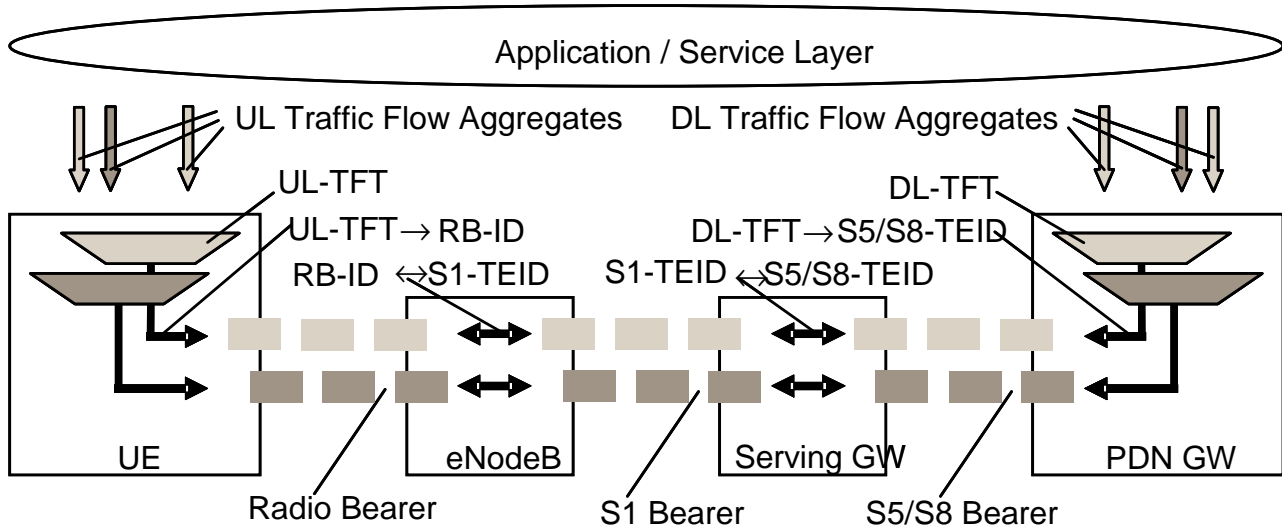 Application / Service Layer
UL Traffic Flow Aggregates
DL Traffic Flow Aggregates
UL-TFT
DL-TFT
UL-TFT→ RB-ID
DL-TFT→ S5/S8-TEID
RB-ID ↔S1-TEID
S1-TEID ↔S5/S8-TEID
UE
eNodeB
Serving GW
PDN GW
Radio Bearer
S1 Bearer
S5/S8 Bearer